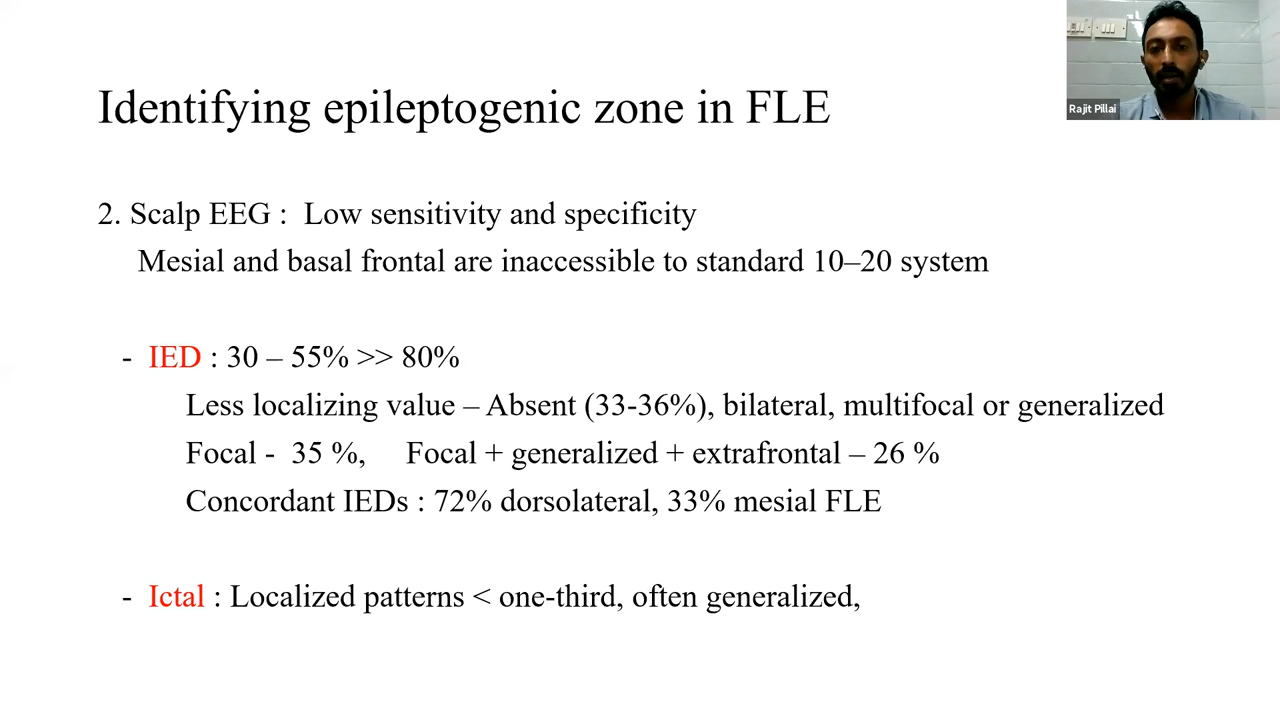 Rajit Pillai
Identifying epileptogenic zone in FLE
2. Scalp EEG :  Low sensitivity and specificity
Mesial and basal frontal are inaccessible to standard 10–20 system
- IED : 30 – 55% >> 80%
Less localizing value – Absent (33-36%), bilateral, multifocal or generalized
Focal -  35 %,    Focal + generalized + extrafrontal – 26 %
Concordant IEDs : 72% dorsolateral, 33% mesial FLE
- Ictal : Localized patterns < one-third, often generalized,